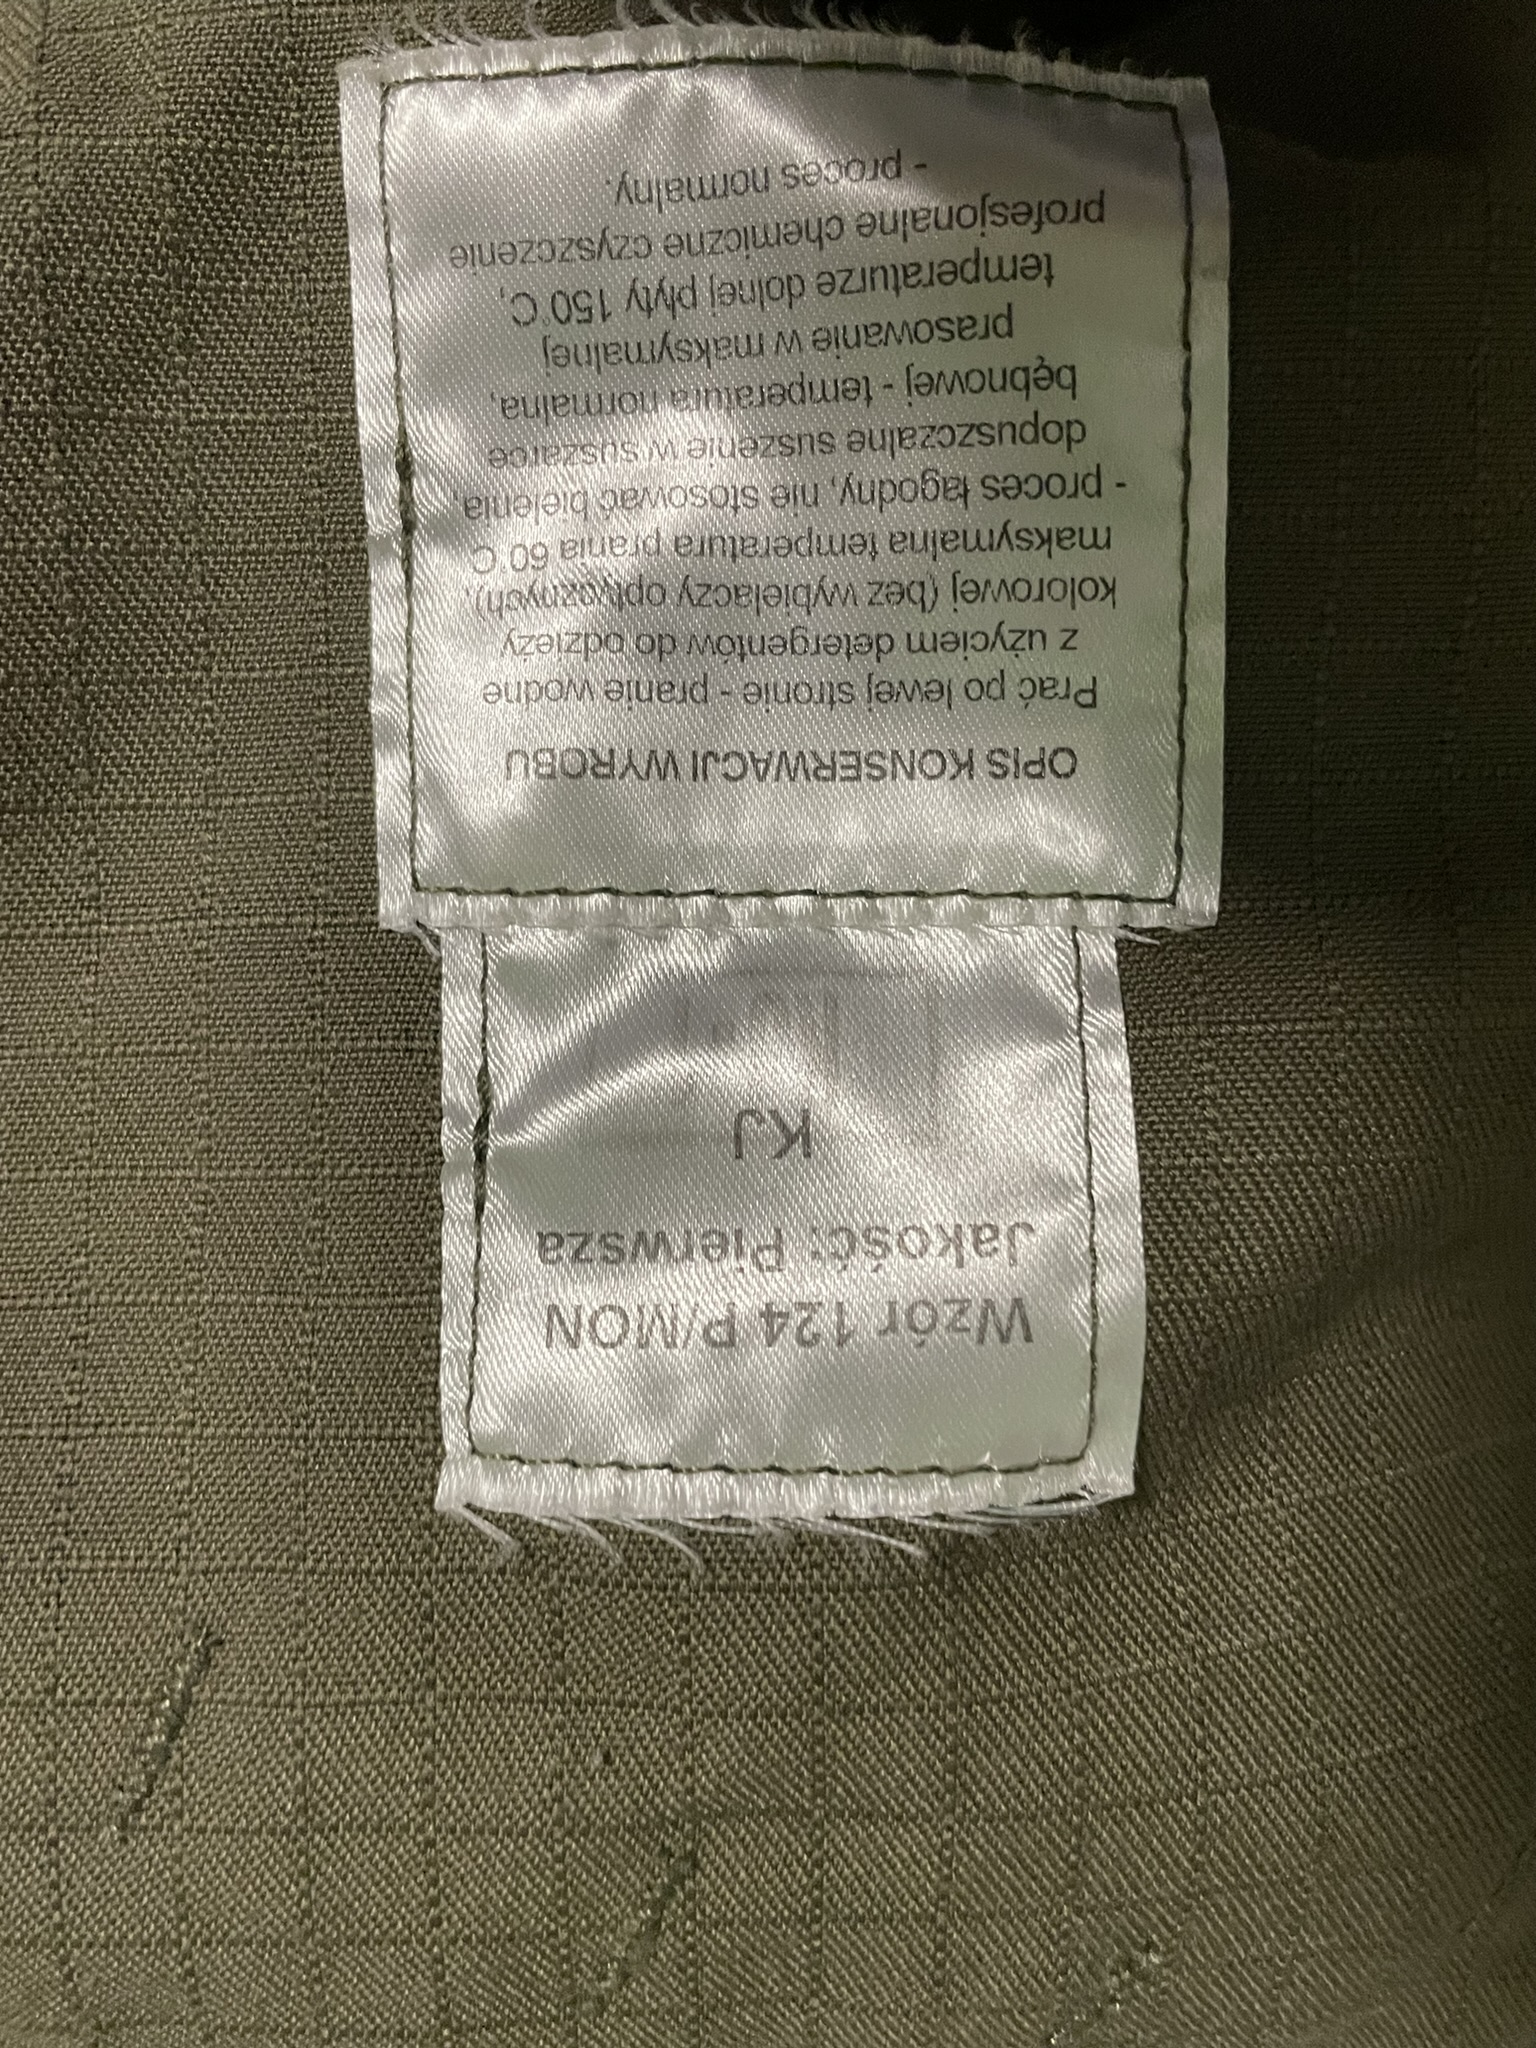 Wzór 124 P/MON
Jakość: Pierwsza
KJ
OPIS KONSERWACJI WYROBU
Prać po lewej stronie - pranie wodne
z użyciem detergentów do odzieży
kolorowej (bez wybielaczy optycznych),
maksymalna temperatura prania 60°C
- proces łagodny, nie stosować bielenia,
dopuszczalne suszenie w suszarce
bębnowej - temperatura normalna,
prasowanie w maksymalnej
temperaturze dolnej płyty 150°C,
profesjonalne chemiczne czyszczenie
- proces normalny.